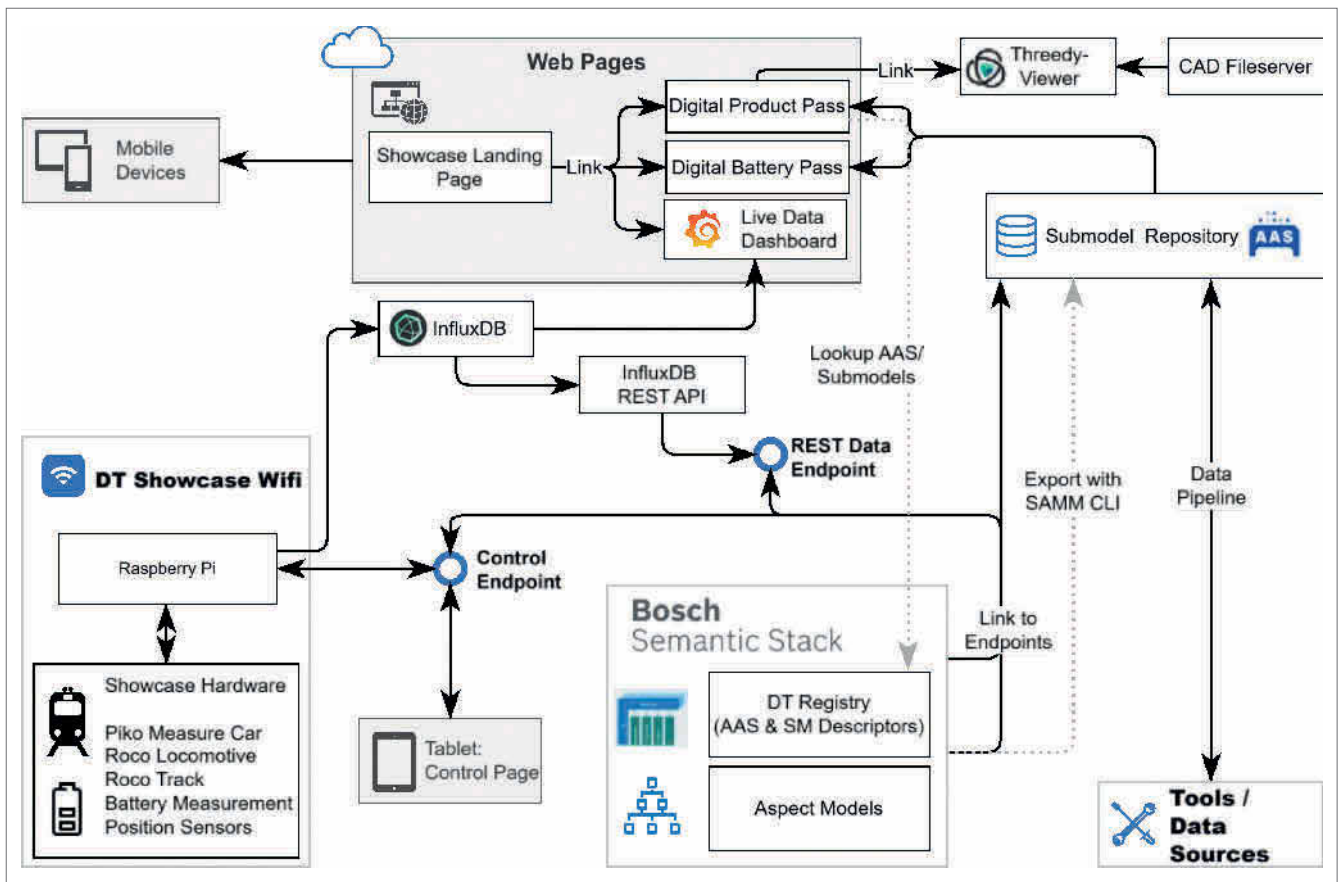 Web Pages
Link
Threedy-
Viewer
CAD Fileserver
Digital Product Pass
Mobile
Devices
Showcase Landing
Page
Link
Digital Battery Pass
Live Data
Dashboard
Submodel Repository
AAS
InfluxDB
Lookup AAS/
Submodels
InfluxDB
REST API
REST Data
Endpoint
DT Showcase Wifi
Export with
SAMM CLI
Data
Pipeline
Raspberry Pi
Control
Endpoint
Bosch
Semantic Stack
Link to
Endpoints
Showcase Hardware
Piko Measure Car
Roco Locomotive
Roco Track
Battery Measurement
Position Sensors
Tablet:
Control Page
DT Registry
(AAS & SM Descriptors)
Aspect Models
Tools /
Data
Sources